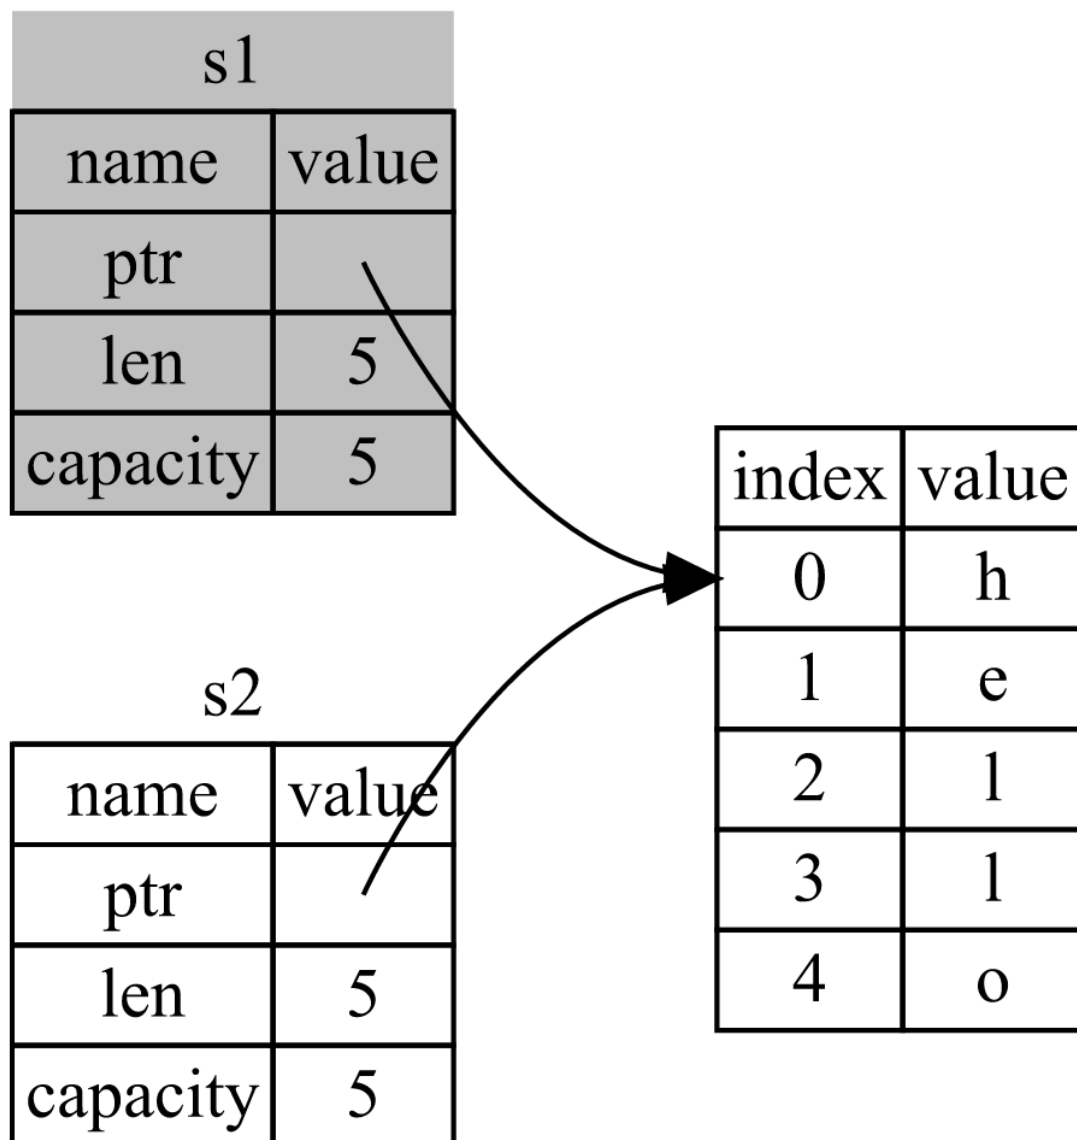 s1
name value
ptr
len 5
capacity 5
s2
name value
ptr
len 5
capacity 5
index value
0 h
1 e
2 l
3 l
4 o